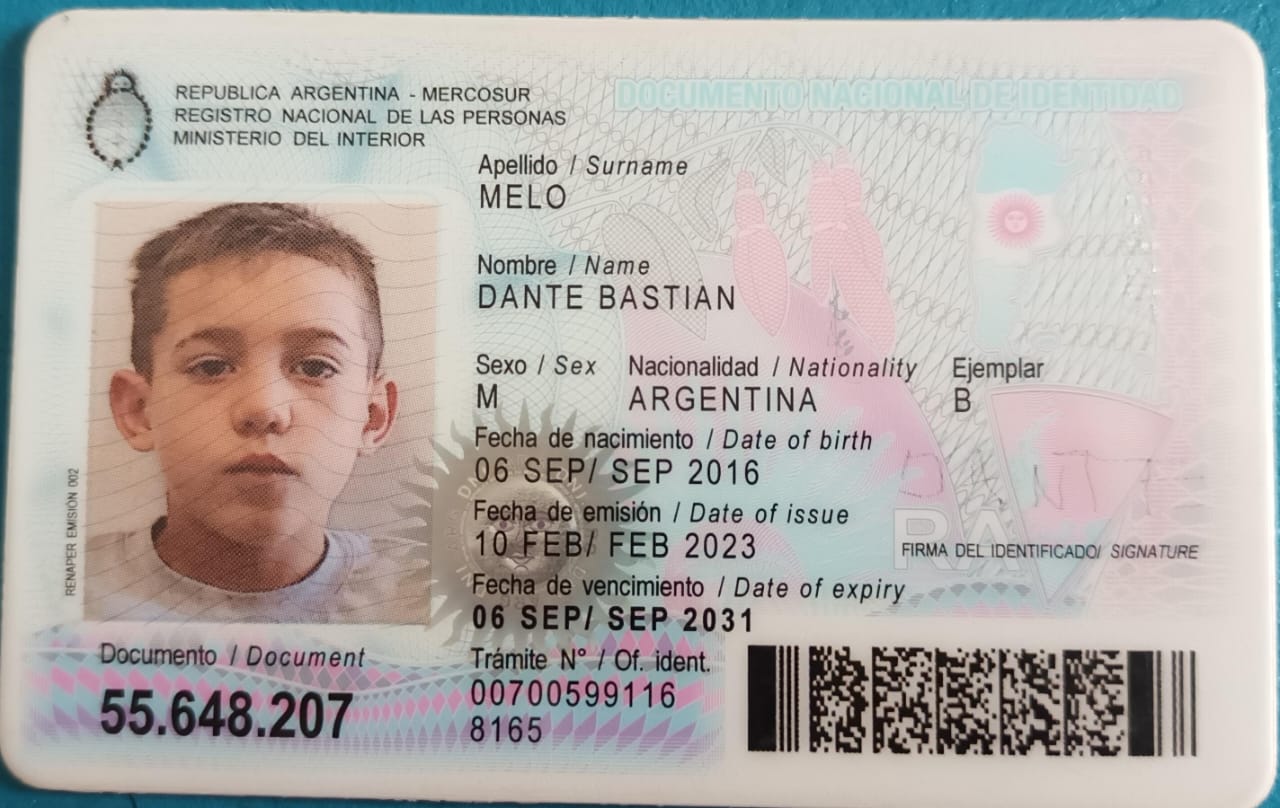 REPUBLICA ARGENTINA - MERCOSUR
REGISTRO NACIONAL DE LAS PERSONAS
MINISTERIO DEL INTERIOR
DOCUMENTO NACIONAL DE IDENTIDAD
Apellido / Surname
MELO
Nombre / Name
DANTE BASTIAN
Sexo / Sex Nacionalidad / Nationality Ejemplar
M ARGENTINA B
Fecha de nacimiento / Date of birth
06 SEP/ SEP 2016
Fecha de emisión / Date of issue
10 FEB/ FEB 2023
RA
FIRMA DEL IDENTIFICADO/ SIGNATURE
Fecha de vencimiento / Date of expiry
06 SEP/ SEP 2031
RENAPER EMISIÓN 002
Documento / Document
55.648.207
Trámite N° / Of. ident.
00700599116
8165